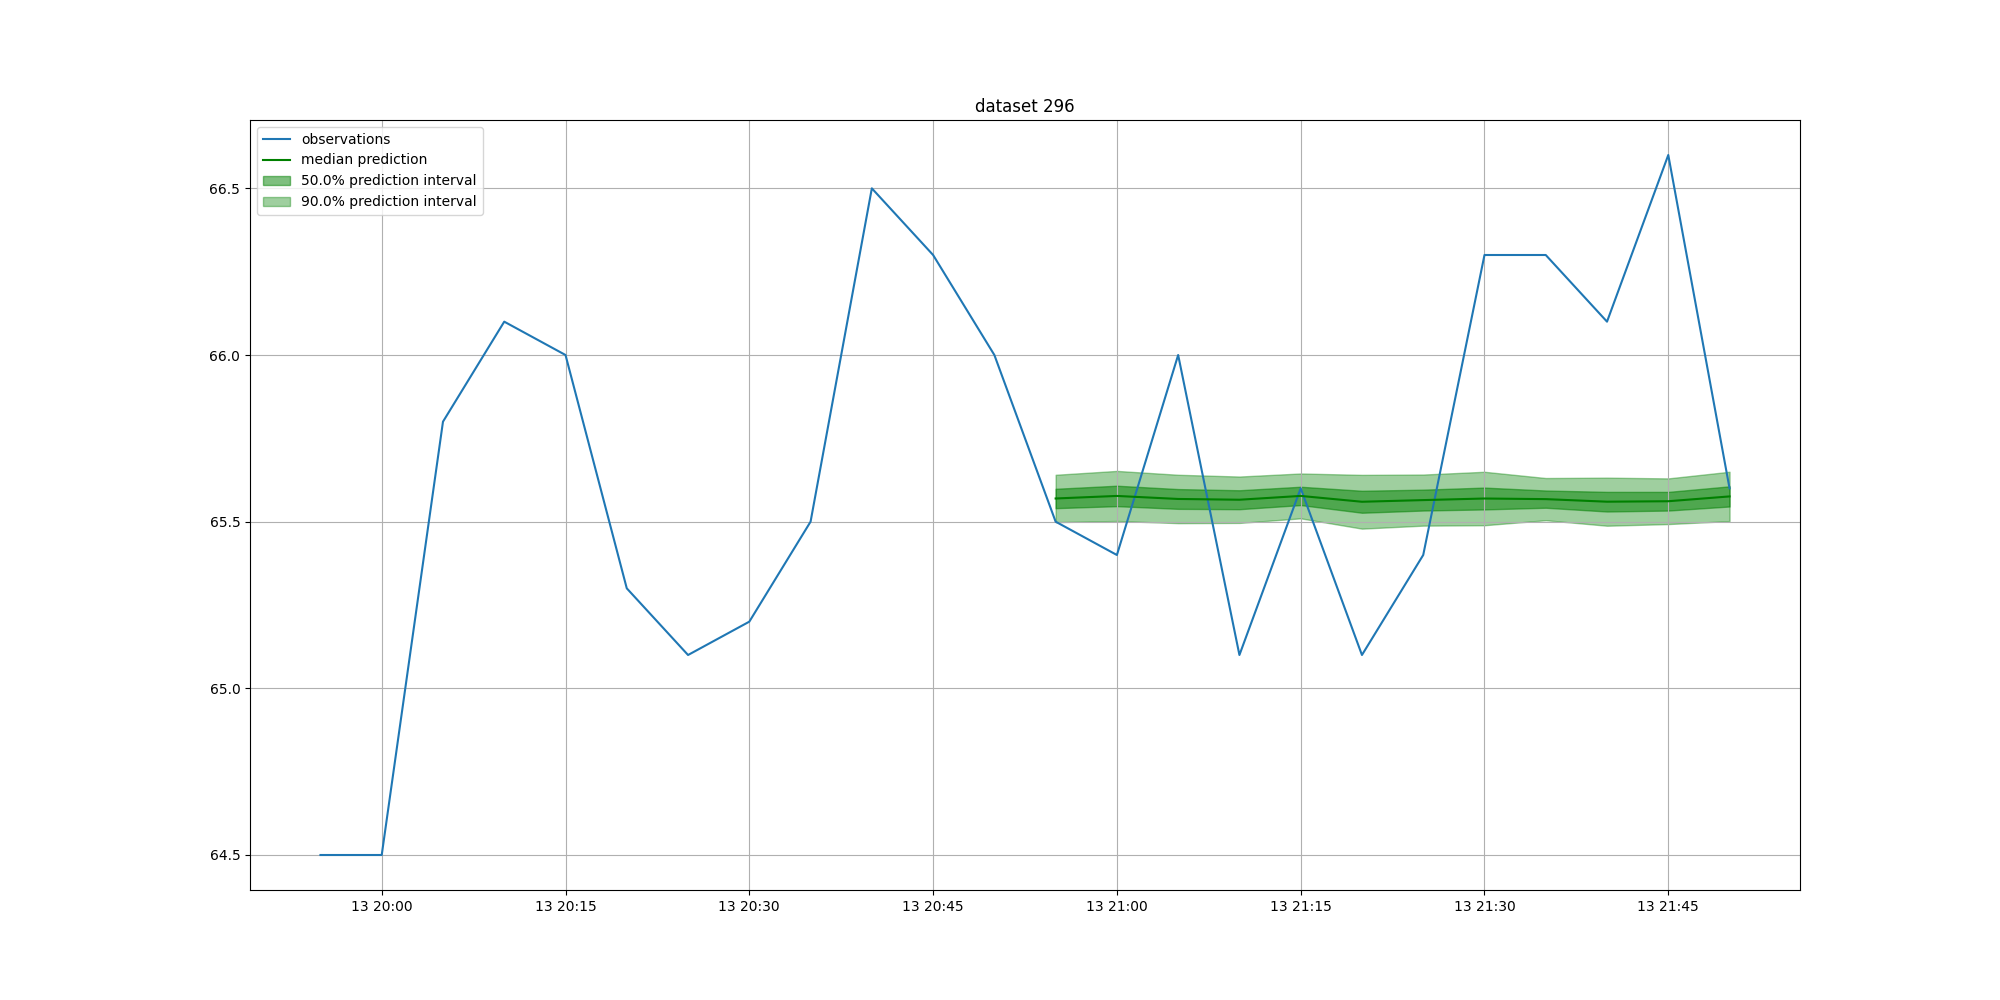 dataset 296
observations
median prediction
50.0% prediction interval
90.0% prediction interval
66.5
66.0
65.5
65.0
64.5
13 20:00 13 20:15 13 20:30 13 20:45 13 21:00 13 21:15 13 21:30 13 21:45